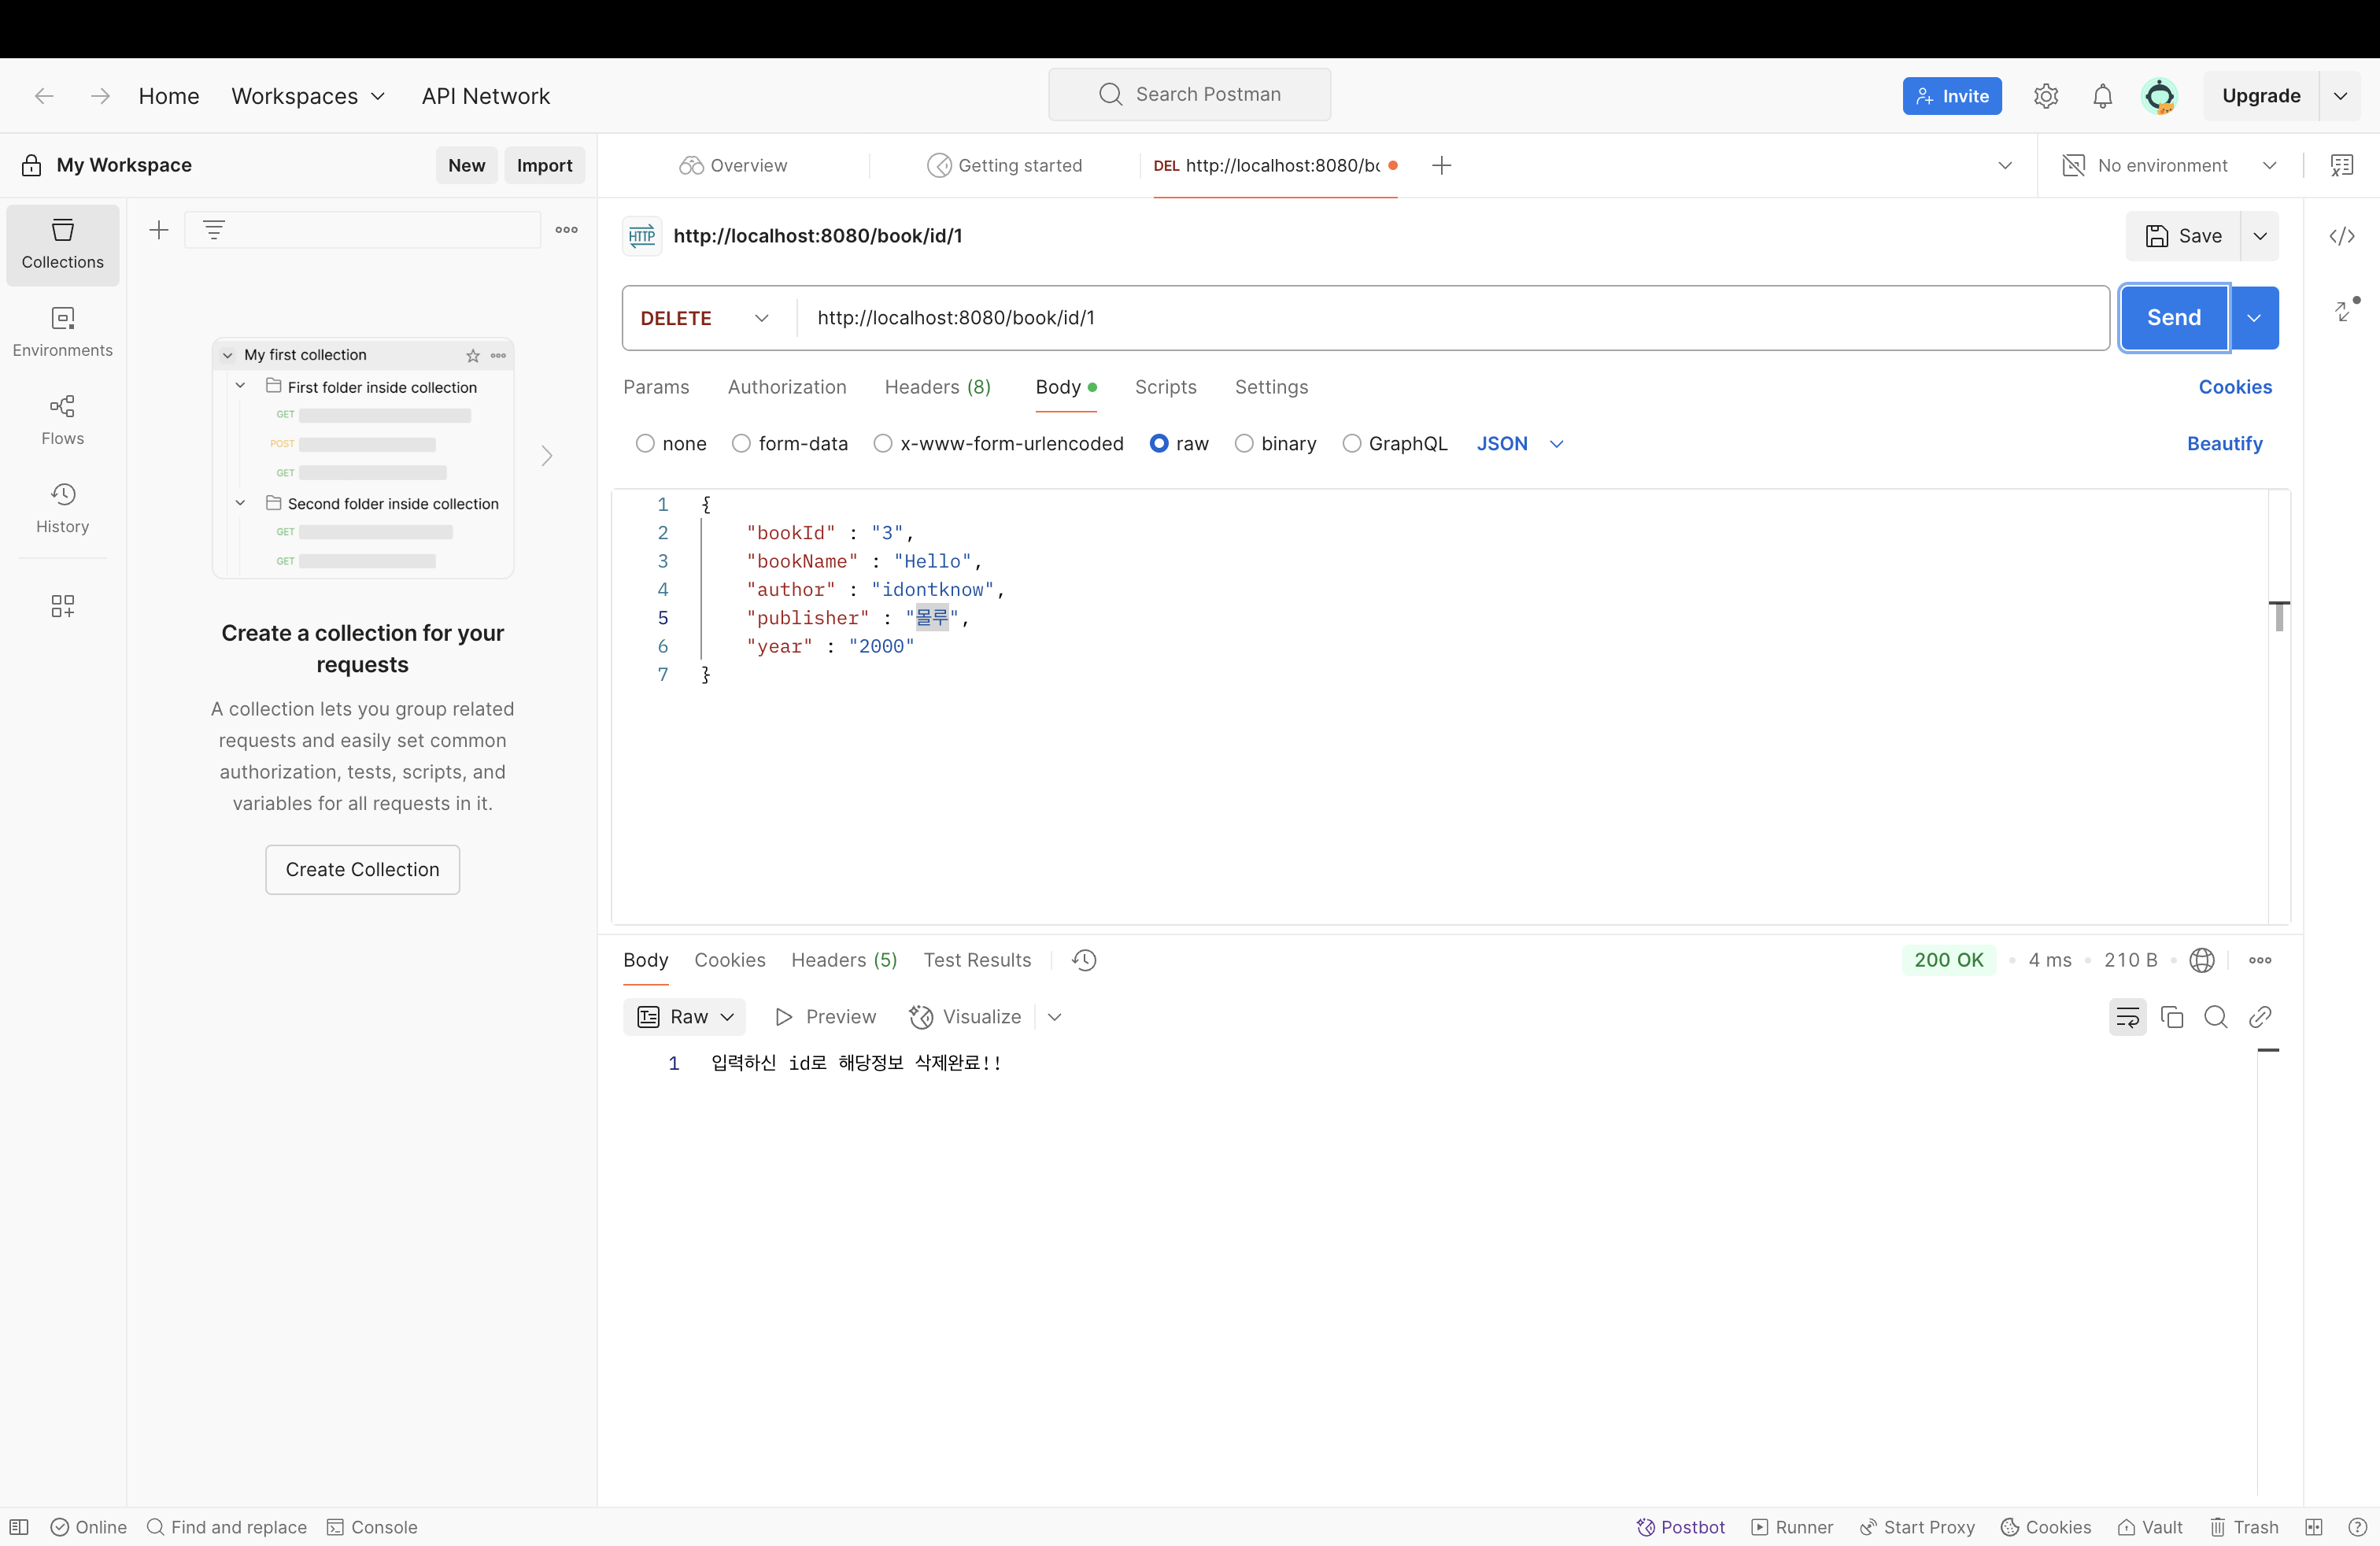 Home Workspaces API Network Search Postman Invite Upgrade
My Workspace New Import Overview Getting started DEL http://localhost:8080/bo No environment
Collections
Environments
Flows
History
My first collection
First folder inside collection
GET
POST
GET
Second folder inside collection
GET
GET
Create a collection for your
requests
A collection lets you group related
requests and easily set common
authorization, tests, scripts, and
variables for all requests in it.
Create Collection
HTTP http://localhost:8080/book/id/1 Save
DELETE http://localhost:8080/book/id/1 Send
Params Authorization Headers (8) Body Scripts Settings Cookies
none form-data x-www-form-urlencoded raw binary GraphQL JSON Beautify
1 {
2 "bookId" : "3",
3 "bookName" : "Hello",
4 "author" : "idontknow",
5 "publisher" : "몰루",
6 "year" : "2000"
7 }
Body Cookies Headers (5) Test Results 200 OK 4 ms 210 B
Raw Preview Visualize
1 입력하신 id로 해당정보 삭제완료!!
Online Find and replace Console Postbot Runner Start Proxy Cookies Vault Trash